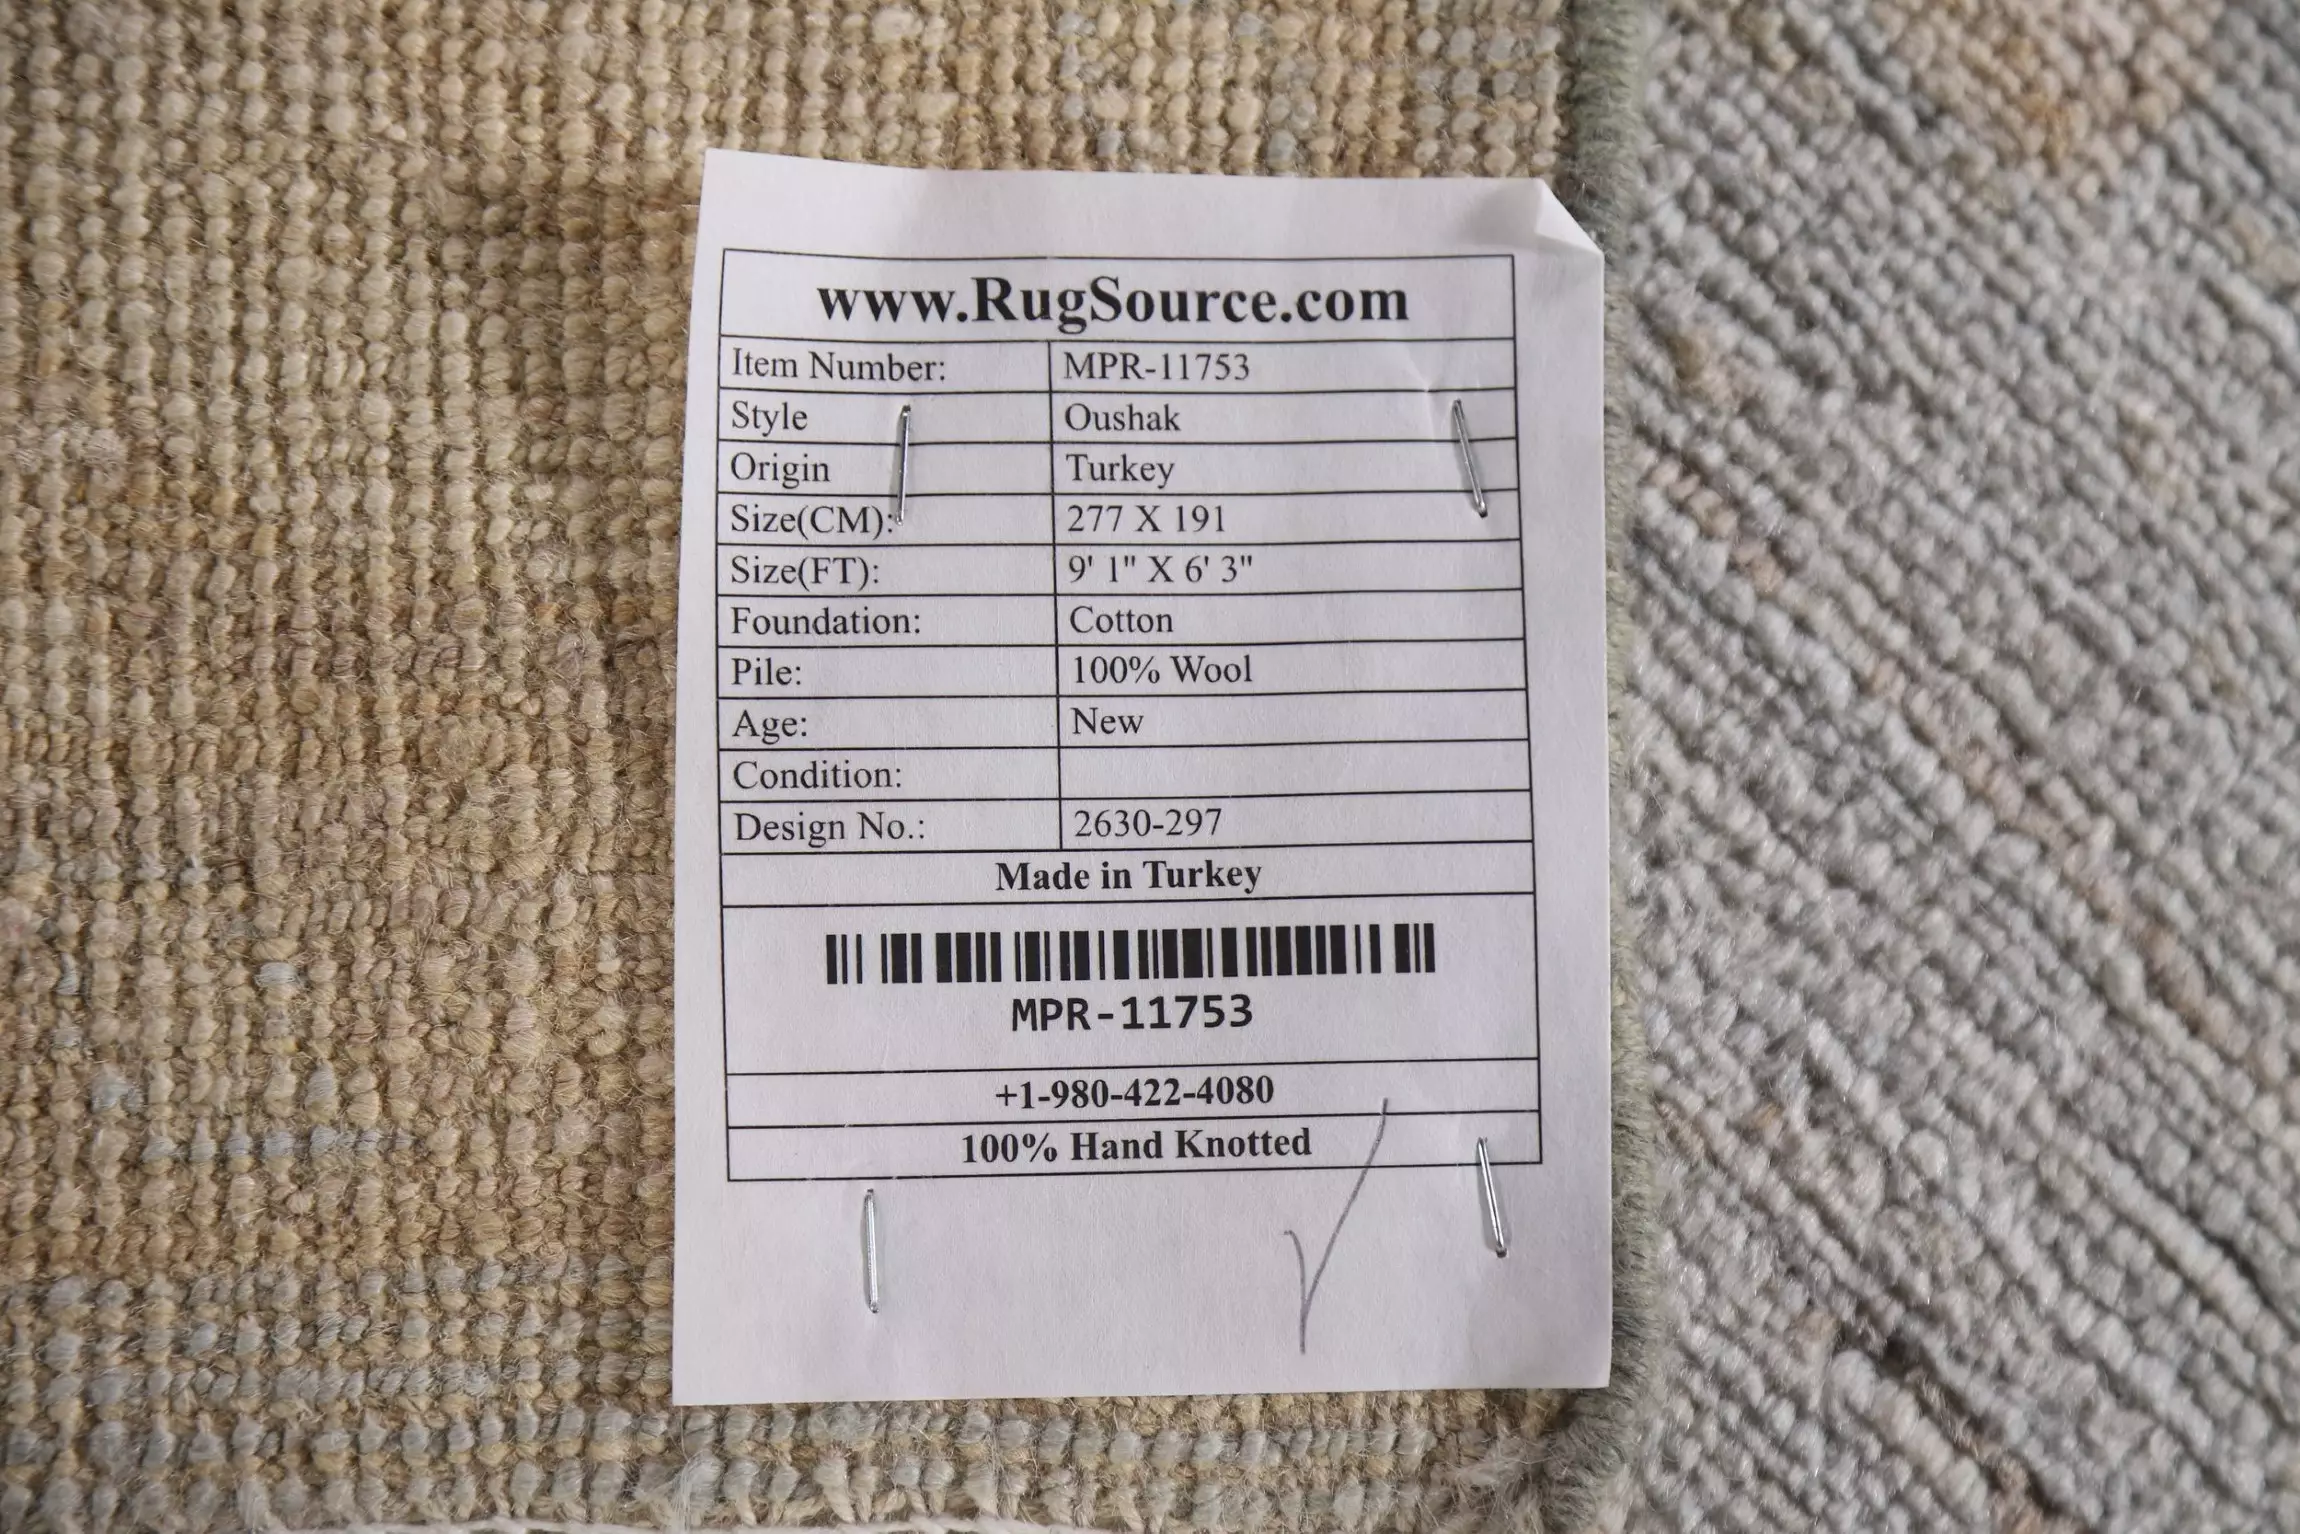 www.RugSource.com
Item Number: MPR-11753
Style Oushak
Origin Turkey
Size(CM): 277 X 191
Size(FT): 9' 1" X 6' 3"
Foundation: Cotton
Pile: 100% Wool
Age: New
Condition:
Design No.: 2630-297
Made in Turkey
MPR-11753
+1-980-422-4080
100% Hand Knotted